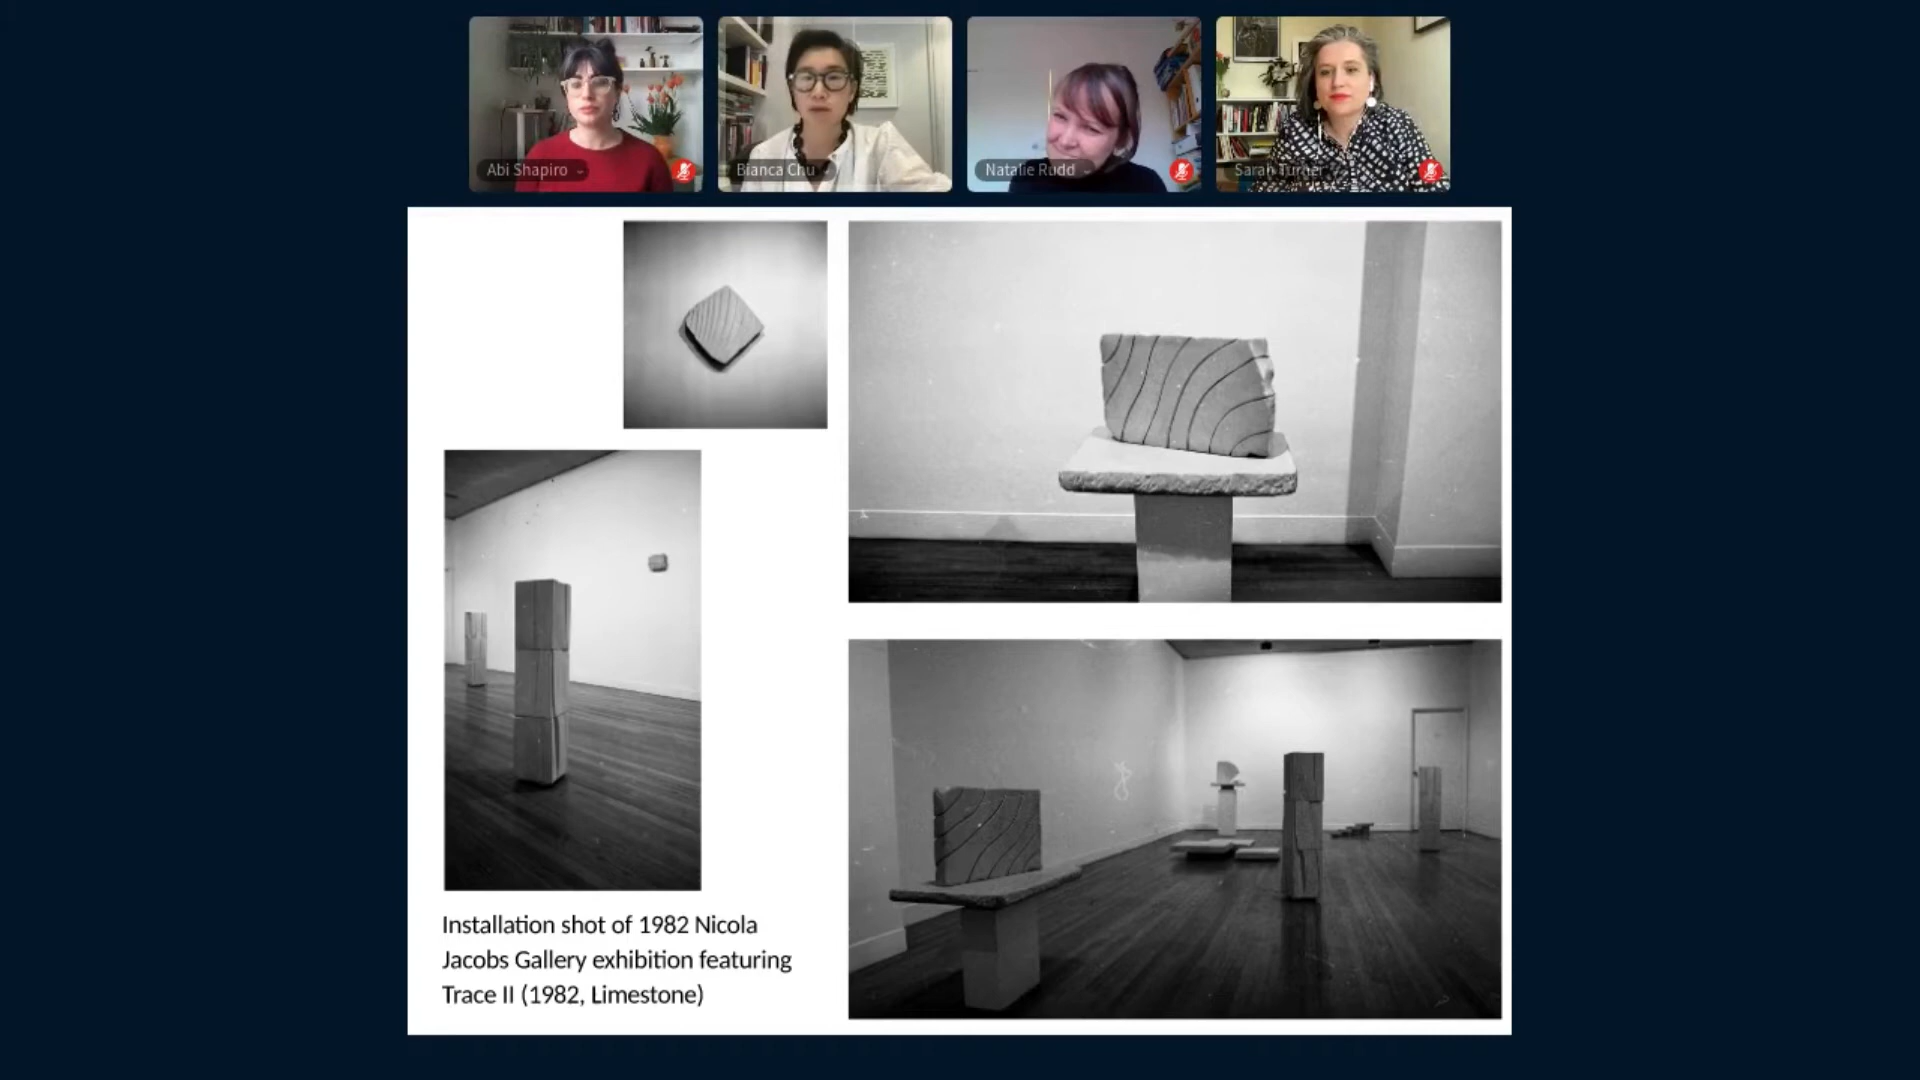 Abi Shapiro
Bianca Chu
Natalie Rudd
Sarah Turner
Installation shot of 1982 Nicola
Jacobs Gallery exhibition featuring
Trace II (1982, Limestone)